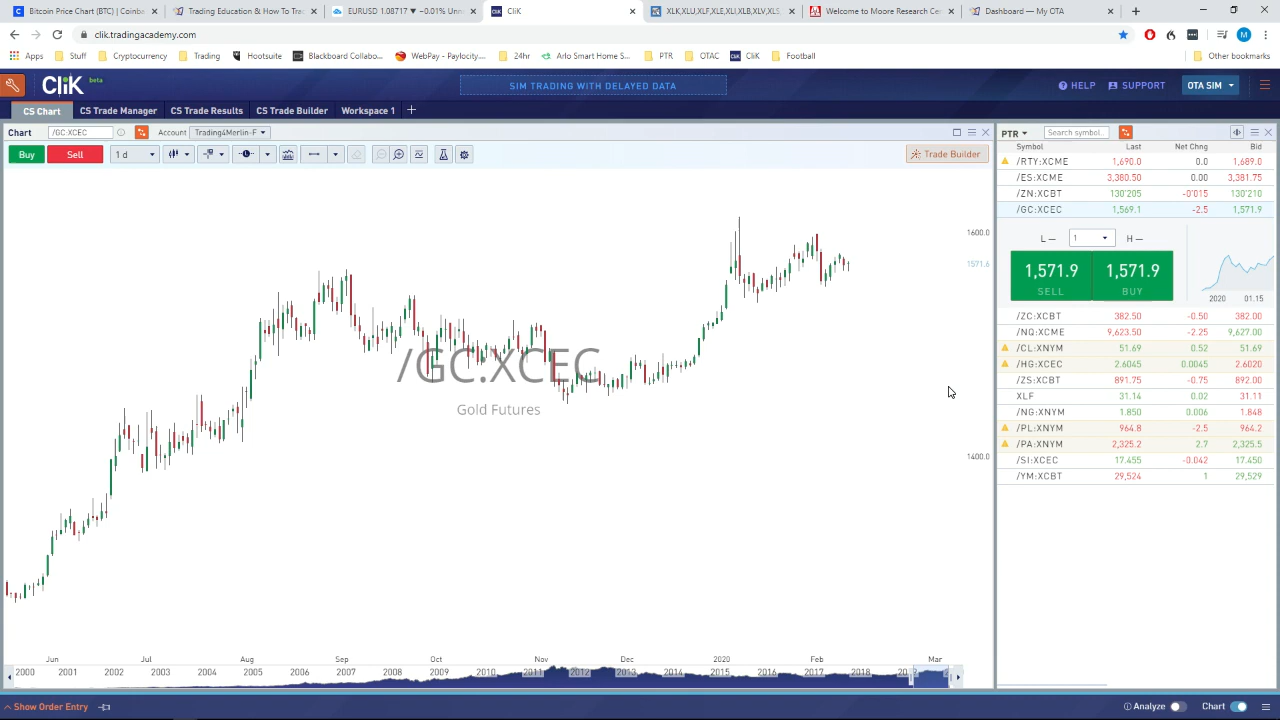 Bitcoin Price Chart (BTC) | Coinb
Trading Education & How To Tra
EURUSD 1.08717 ▼ −0.01% Unn
CliK
XLK,XLU,XLF,XLE,XLI,XLB,XLV,XLS
Welcome to Moore Research Cen
Dashboard — My OTA
clik.tradingacademy.com
Apps
Stuff
Cryptocurrency
Trading
Hootsuite
Blackboard Collabo...
WebPay - Paylocity...
24hr
Arlo Smart Home S...
PTR
OTAC
CliK
Football
Other bookmarks
CliK beta
SIM TRADING WITH DELAYED DATA
HELP
SUPPORT
OTA SIM
CS Chart
CS Trade Manager
CS Trade Results
CS Trade Builder
Workspace 1
Chart
/GC:XCEC
Account
Trading4Merlin-F
Buy
Sell
1 d
Trade Builder
1600.0
1571.6
1400.0
/GC:XCEC
Gold Futures
Jun Jul Aug Sep Oct Nov Dec 2020 Feb Mar
2000 2001 2002 2003 2004 2005 2006 2007 2008 2009 2010 2011 2012 2013 2014 2015 2016 2017 2018
PTR
Search symbol...
Symbol Last Net Chng Bid
/RTY:XCME 1,690.0 0.0 1,689.0
/ES:XCME 3,380.50 0.00 3,381.75
/ZN:XCBT 130'205 -0'015 130'210
/GC:XCEC 1,569.1 -2.5 1,571.9
L —
1
H —
1,571.9 SELL
1,571.9 BUY
2020 01.15
/ZC:XCBT 382.50 -0.50 382.00
/NQ:XCME 9,623.50 -2.25 9,627.00
/CL:XNYM 51.69 0.52 51.69
/HG:XCEC 2.6045 0.0045 2.6020
/ZS:XCBT 891.75 -0.75 892.00
XLF 31.14 0.02 31.11
/NG:XNYM 1.850 0.006 1.848
/PL:XNYM 964.8 -2.5 964.2
/PA:XNYM 2,325.2 2.7 2,325.5
/SI:XCEC 17.455 -0.042 17.450
/YM:XCBT 29,524 1 29,529
Show Order Entry
Analyze
Chart